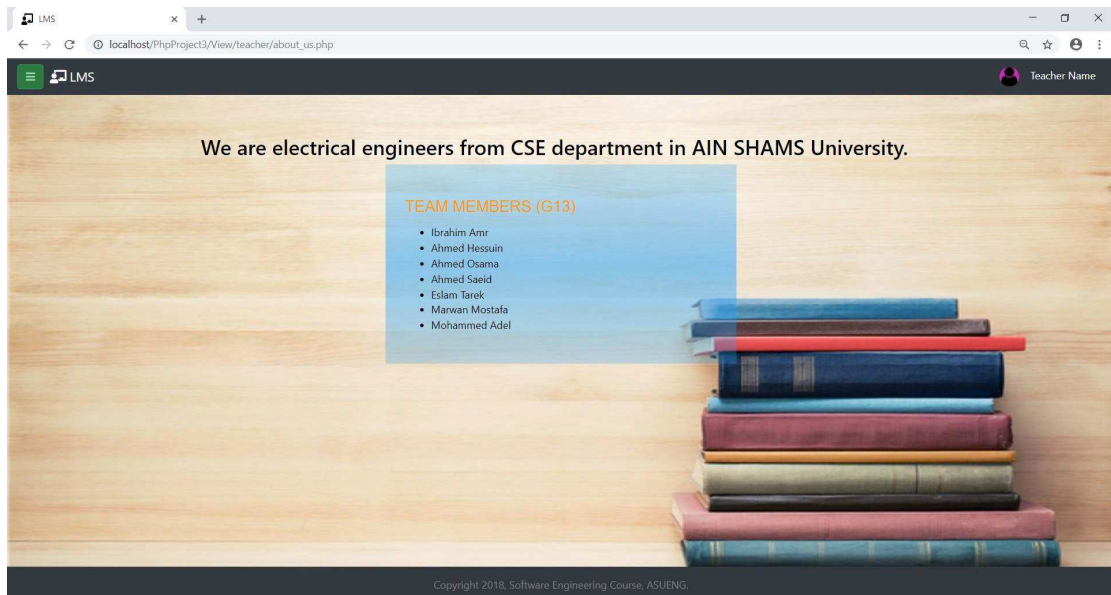 LMS
localhost/PhpProject3/View/teacher/about_us.php
LMS
Teacher Name
We are electrical engineers from CSE department in AIN SHAMS University.
TEAM MEMBERS (G13)
Ibrahim Amr
Ahmed Hessuin
Ahmed Osama
Ahmed Saeid
Eslam Tarek
Marwan Mostafa
Mohammed Adel
Copyright 2018, Software Engineering Course, ASUENG.